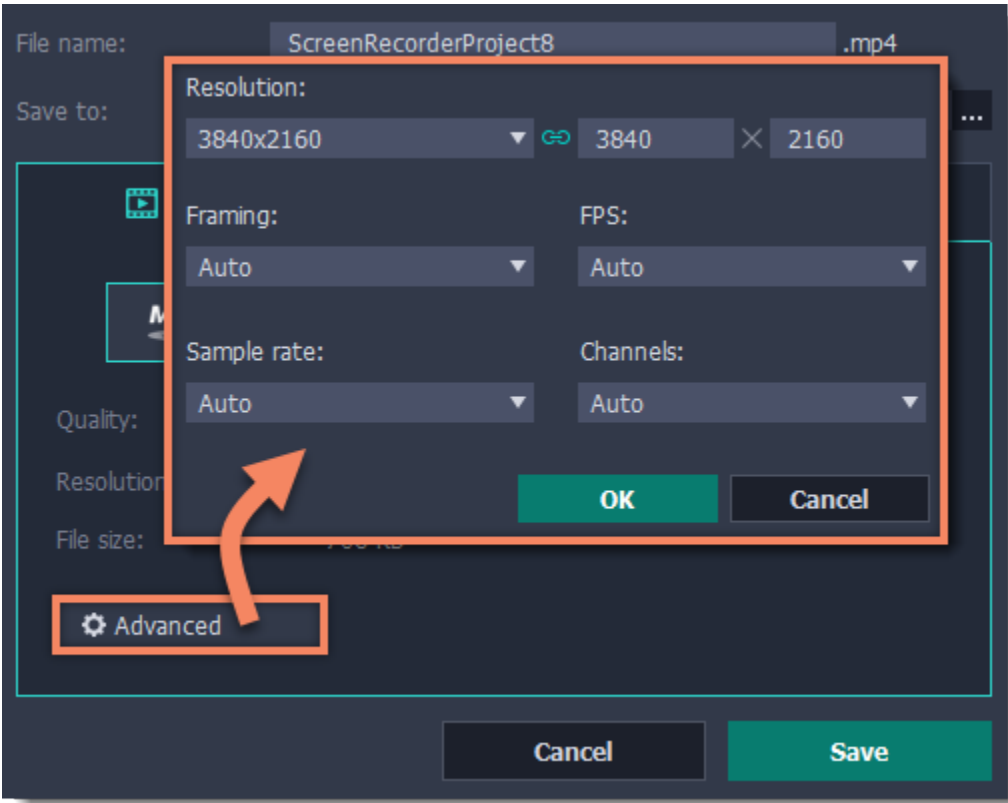 File name: ScreenRecorderProject8 .mp4
Resolution:
Save to: ...
3840x2160 3840 2160
Framing: FPS:
Auto Auto
Sample rate: Channels:
Auto Auto
Quality:
Resolution
OK Cancel
File size:
Advanced
Cancel Save